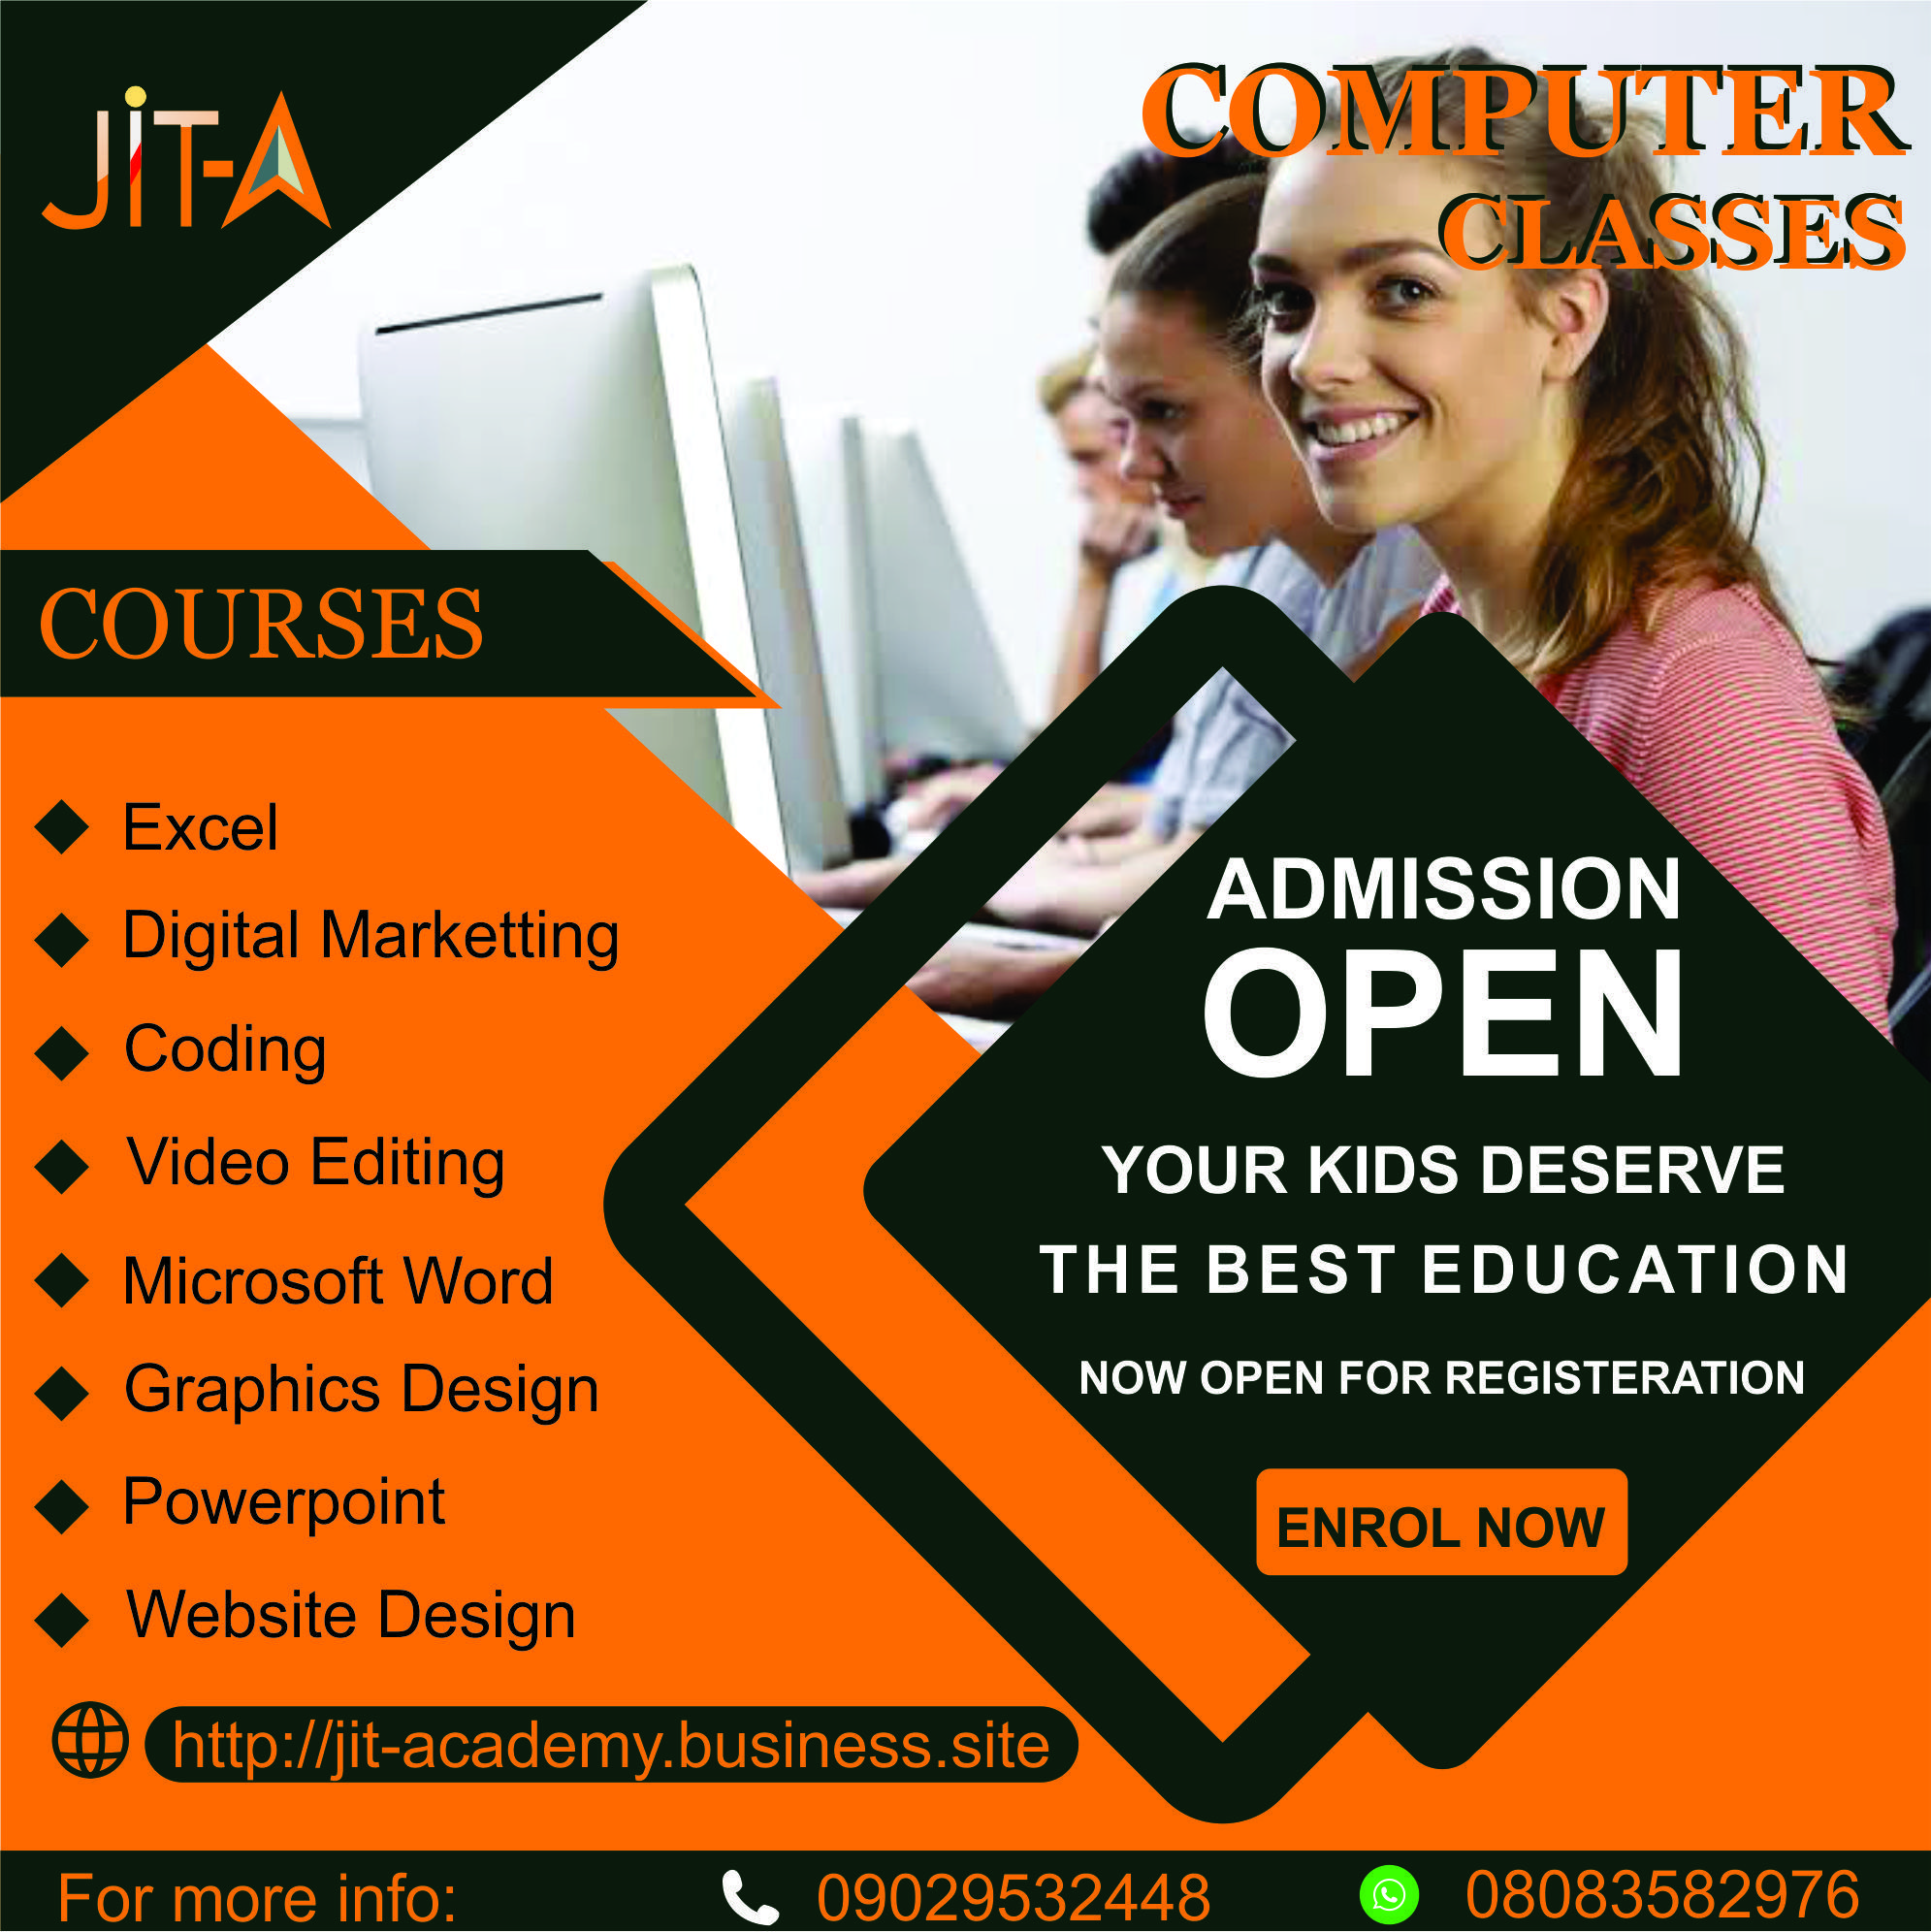 JIT-A
COMPUTER
CLASSES
COURSES
Excel
Digital Marketting
Coding
Video Editing
Microsoft Word
Graphics Design
Powerpoint
Website Design
ADMISSION
OPEN
YOUR KIDS DESERVE
THE BEST EDUCATION
NOW OPEN FOR REGISTERATION
ENROL NOW
http://jit-academy.business.site
For more info: 09029532448 08083582976